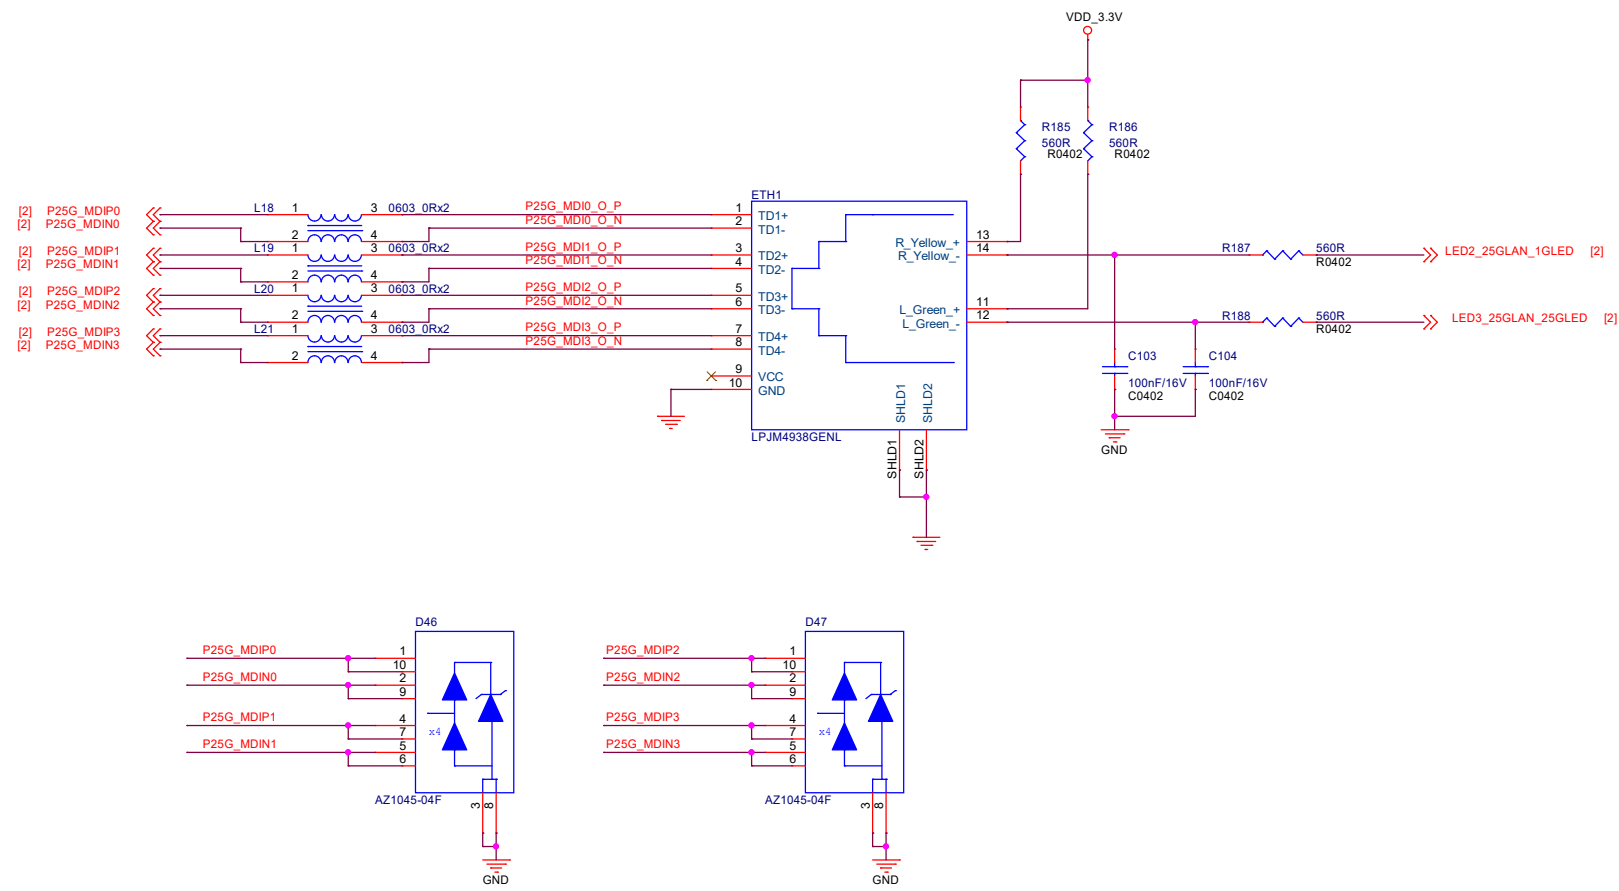 VDD_3.3V
R185
560R
R0402
R186
560R
R0402
ETH1
[2] P25G_MDIP0
[2] P25G_MDIN0
L18 1 3 0603_0Rx2
2 4
P25G_MDI0_O_P
P25G_MDI0_O_N
1 TD1+
2 TD1-
[2] P25G_MDIP1
[2] P25G_MDIN1
L19 1 3 0603_0Rx2
2 4
P25G_MDI1_O_P
P25G_MDI1_O_N
3 TD2+
4 TD2-
[2] P25G_MDIP2
[2] P25G_MDIN2
L20 1 3 0603_0Rx2
2 4
P25G_MDI2_O_P
P25G_MDI2_O_N
5 TD3+
6 TD3-
[2] P25G_MDIP3
[2] P25G_MDIN3
L21 1 3 0603_0Rx2
2 4
P25G_MDI3_O_P
P25G_MDI3_O_N
7 TD4+
8 TD4-
9 VCC
10 GND
R_Yellow_+ 13
R_Yellow_- 14
L_Green_+ 11
L_Green_- 12
SHLD1
SHLD2
SHLD1
SHLD2
LPJM4938GENL
R187 560R
R0402
LED2_25GLAN_1GLED [2]
R188 560R
R0402
LED3_25GLAN_25GLED [2]
C103
100nF/16V
C0402
C104
100nF/16V
C0402
GND
D46
P25G_MDIP0 1
10
P25G_MDIN0 2
9
P25G_MDIP1 4
7
P25G_MDIN1 5
6
x4
AZ1045-04F
3
8
GND
D47
P25G_MDIP2 1
10
P25G_MDIN2 2
9
P25G_MDIP3 4
7
P25G_MDIN3 5
6
x4
AZ1045-04F
3
8
GND